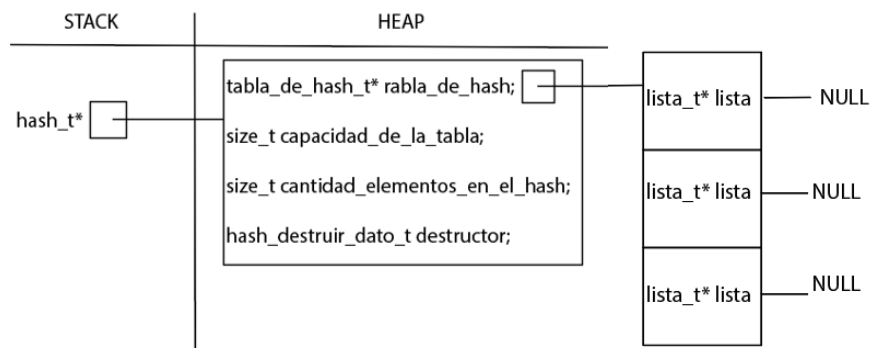 STACK
HEAP
hash_t*
tabla_de_hash_t* rabla_de_hash;
size_t capacidad_de_la_tabla;
size_t cantidad_elementos_en_el_hash;
hash_destruir_dato_t destructor;
lista_t* lista
NULL
lista_t* lista
NULL
lista_t* lista
NULL